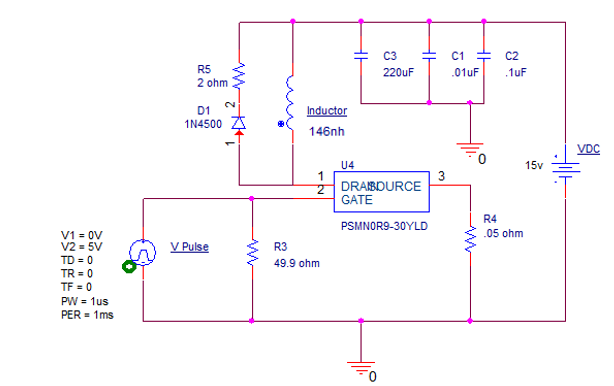 R5
2 ohm
D1
1N4500
2
1
Inductor
146nh
C3
220uF
C1
.01uF
C2
.1uF
0
15v
VDC
U4
1
2
3
DRAIN
SOURCE
GATE
PSMN0R9-30YLD
R4
.05 ohm
V1 = 0V
V2 = 5V
TD = 0
TR = 0
TF = 0
PW = 1us
PER = 1ms
V Pulse
R3
49.9 ohm
0